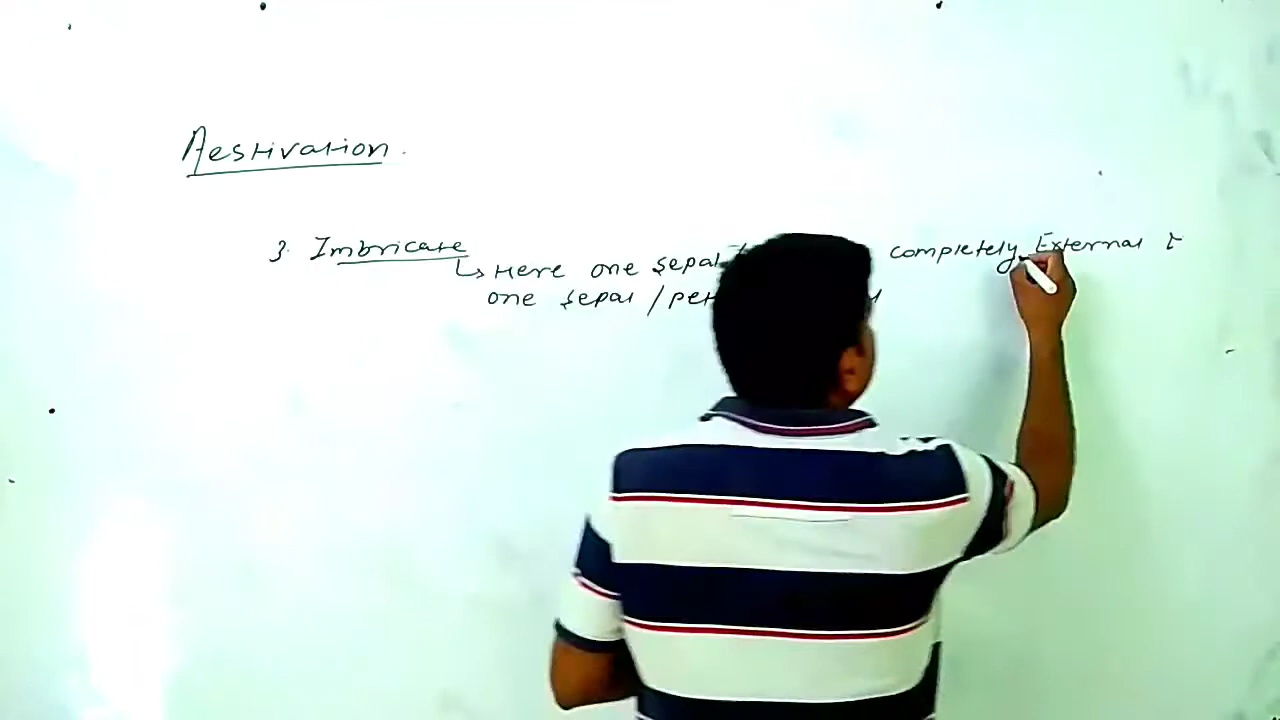 Aestivation.
3. Imbricate
↳ Here one sepal completely External &
one sepal / pet